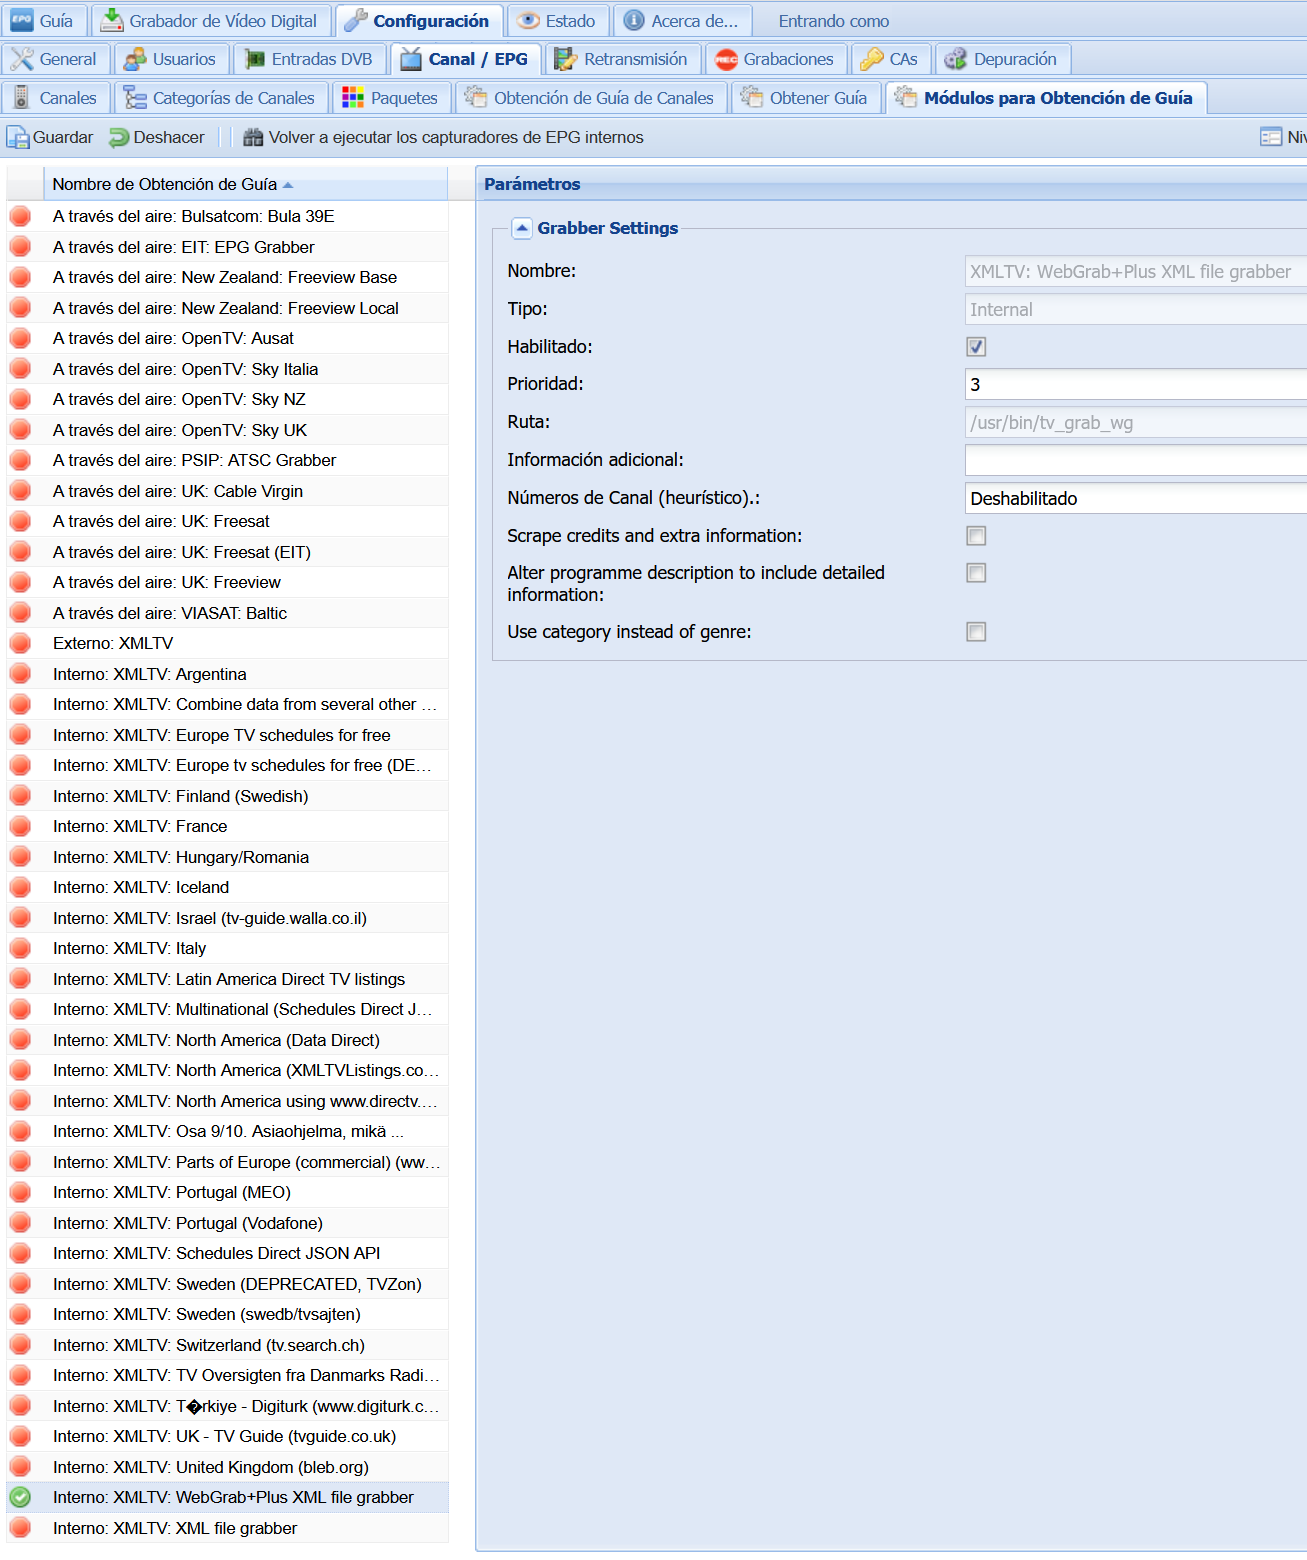 EPG Guía Grabador de Vídeo Digital Configuración Estado Acerca de... Entrando como
General Usuarios Entradas DVB Canal / EPG Retransmisión REC Grabaciones CAs Depuración
Canales Categorías de Canales Paquetes Obtención de Guía de Canales Obtener Guía Módulos para Obtención de Guía
Guardar Deshacer Volver a ejecutar los capturadores de EPG internos Niv
Nombre de Obtención de Guía
A través del aire: Bulsatcom: Bula 39E
A través del aire: EIT: EPG Grabber
A través del aire: New Zealand: Freeview Base
A través del aire: New Zealand: Freeview Local
A través del aire: OpenTV: Ausat
A través del aire: OpenTV: Sky Italia
A través del aire: OpenTV: Sky NZ
A través del aire: OpenTV: Sky UK
A través del aire: PSIP: ATSC Grabber
A través del aire: UK: Cable Virgin
A través del aire: UK: Freesat
A través del aire: UK: Freesat (EIT)
A través del aire: UK: Freeview
A través del aire: VIASAT: Baltic
Externo: XMLTV
Interno: XMLTV: Argentina
Interno: XMLTV: Combine data from several other ...
Interno: XMLTV: Europe TV schedules for free
Interno: XMLTV: Europe tv schedules for free (DE...
Interno: XMLTV: Finland (Swedish)
Interno: XMLTV: France
Interno: XMLTV: Hungary/Romania
Interno: XMLTV: Iceland
Interno: XMLTV: Israel (tv-guide.walla.co.il)
Interno: XMLTV: Italy
Interno: XMLTV: Latin America Direct TV listings
Interno: XMLTV: Multinational (Schedules Direct J...
Interno: XMLTV: North America (Data Direct)
Interno: XMLTV: North America (XMLTVListings.co...
Interno: XMLTV: North America using www.directv....
Interno: XMLTV: Osa 9/10. Asiaohjelma, mikä ...
Interno: XMLTV: Parts of Europe (commercial) (ww...
Interno: XMLTV: Portugal (MEO)
Interno: XMLTV: Portugal (Vodafone)
Interno: XMLTV: Schedules Direct JSON API
Interno: XMLTV: Sweden (DEPRECATED, TVZon)
Interno: XMLTV: Sweden (swedb/tvsajten)
Interno: XMLTV: Switzerland (tv.search.ch)
Interno: XMLTV: TV Oversigten fra Danmarks Radi...
Interno: XMLTV: T�rkiye - Digiturk (www.digiturk.c...
Interno: XMLTV: UK - TV Guide (tvguide.co.uk)
Interno: XMLTV: United Kingdom (bleb.org)
Interno: XMLTV: WebGrab+Plus XML file grabber
Interno: XMLTV: XML file grabber
Parámetros
Grabber Settings
Nombre: XMLTV: WebGrab+Plus XML file grabber
Tipo: Internal
Habilitado:
Prioridad: 3
Ruta: /usr/bin/tv_grab_wg
Información adicional:
Números de Canal (heurístico).: Deshabilitado
Scrape credits and extra information:
Alter programme description to include detailed
information:
Use category instead of genre: